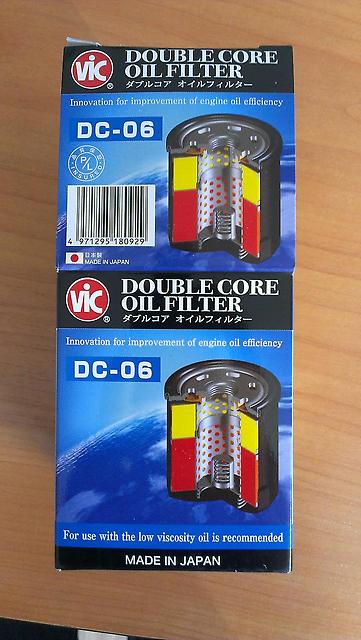 ViC ®
DOUBLE CORE
OIL FILTER
ダブルコア オイルフィルター
Innovation for improvement of engine oil efficiency
DC-06
P/L
INSURED
4 971295 180929
日本製
MADE IN JAPAN
ViC ®
DOUBLE CORE
OIL FILTER
ダブルコア オイルフィルター
Innovation for improvement of engine oil efficiency
DC-06
For use with the low viscosity oil is recommended
MADE IN JAPAN